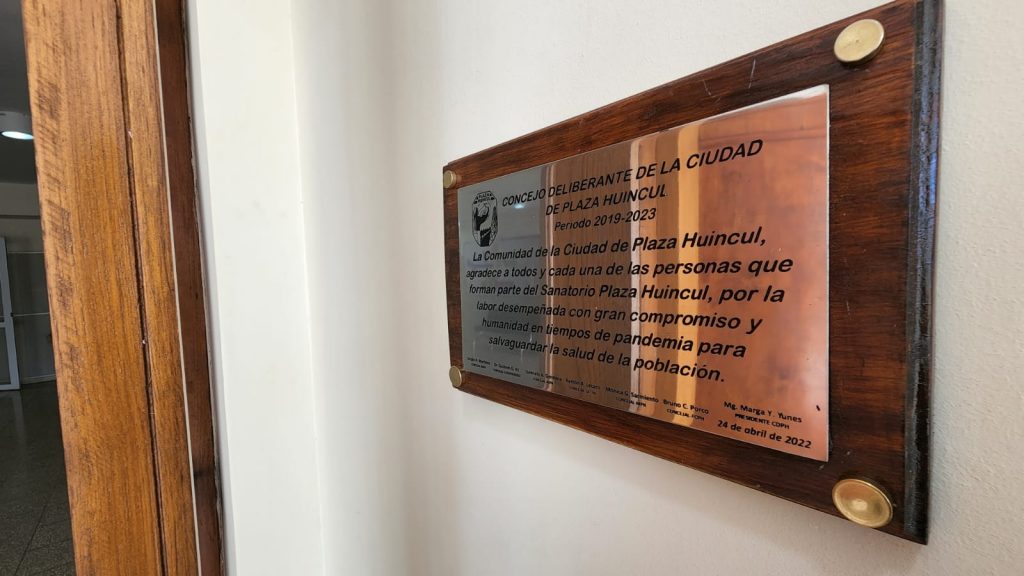 CONCEJO DELIBERANTE DE LA CIUDAD
DE PLAZA HUINCUL
Período 2019-2023
La Comunidad de la Ciudad de Plaza Huincul,
agradece a todos y cada una de las personas que
forman parte del Sanatorio Plaza Huincul, por la
labor desempeñada con gran compromiso y
humanidad en tiempos de pandemia para
salvaguardar la salud de la población.
Monica G. Sarmiento Bruno C. Porco Mg. Marga Y. Yunes
PRESIDENTE CDPH
24 de abril de 2022